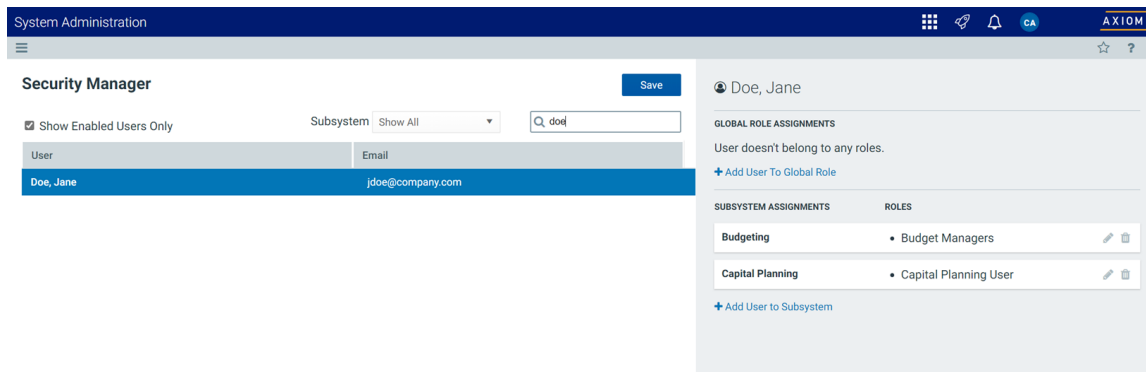 System Administration
CA
AXIOM
?
Security Manager
Save
Show Enabled Users Only
Subsystem
Show All
doe
User
Email
Doe, Jane
jdoe@company.com
Doe, Jane
GLOBAL ROLE ASSIGNMENTS
User doesn't belong to any roles.
+ Add User To Global Role
SUBSYSTEM ASSIGNMENTS
ROLES
Budgeting
• Budget Managers
Capital Planning
• Capital Planning User
+ Add User to Subsystem